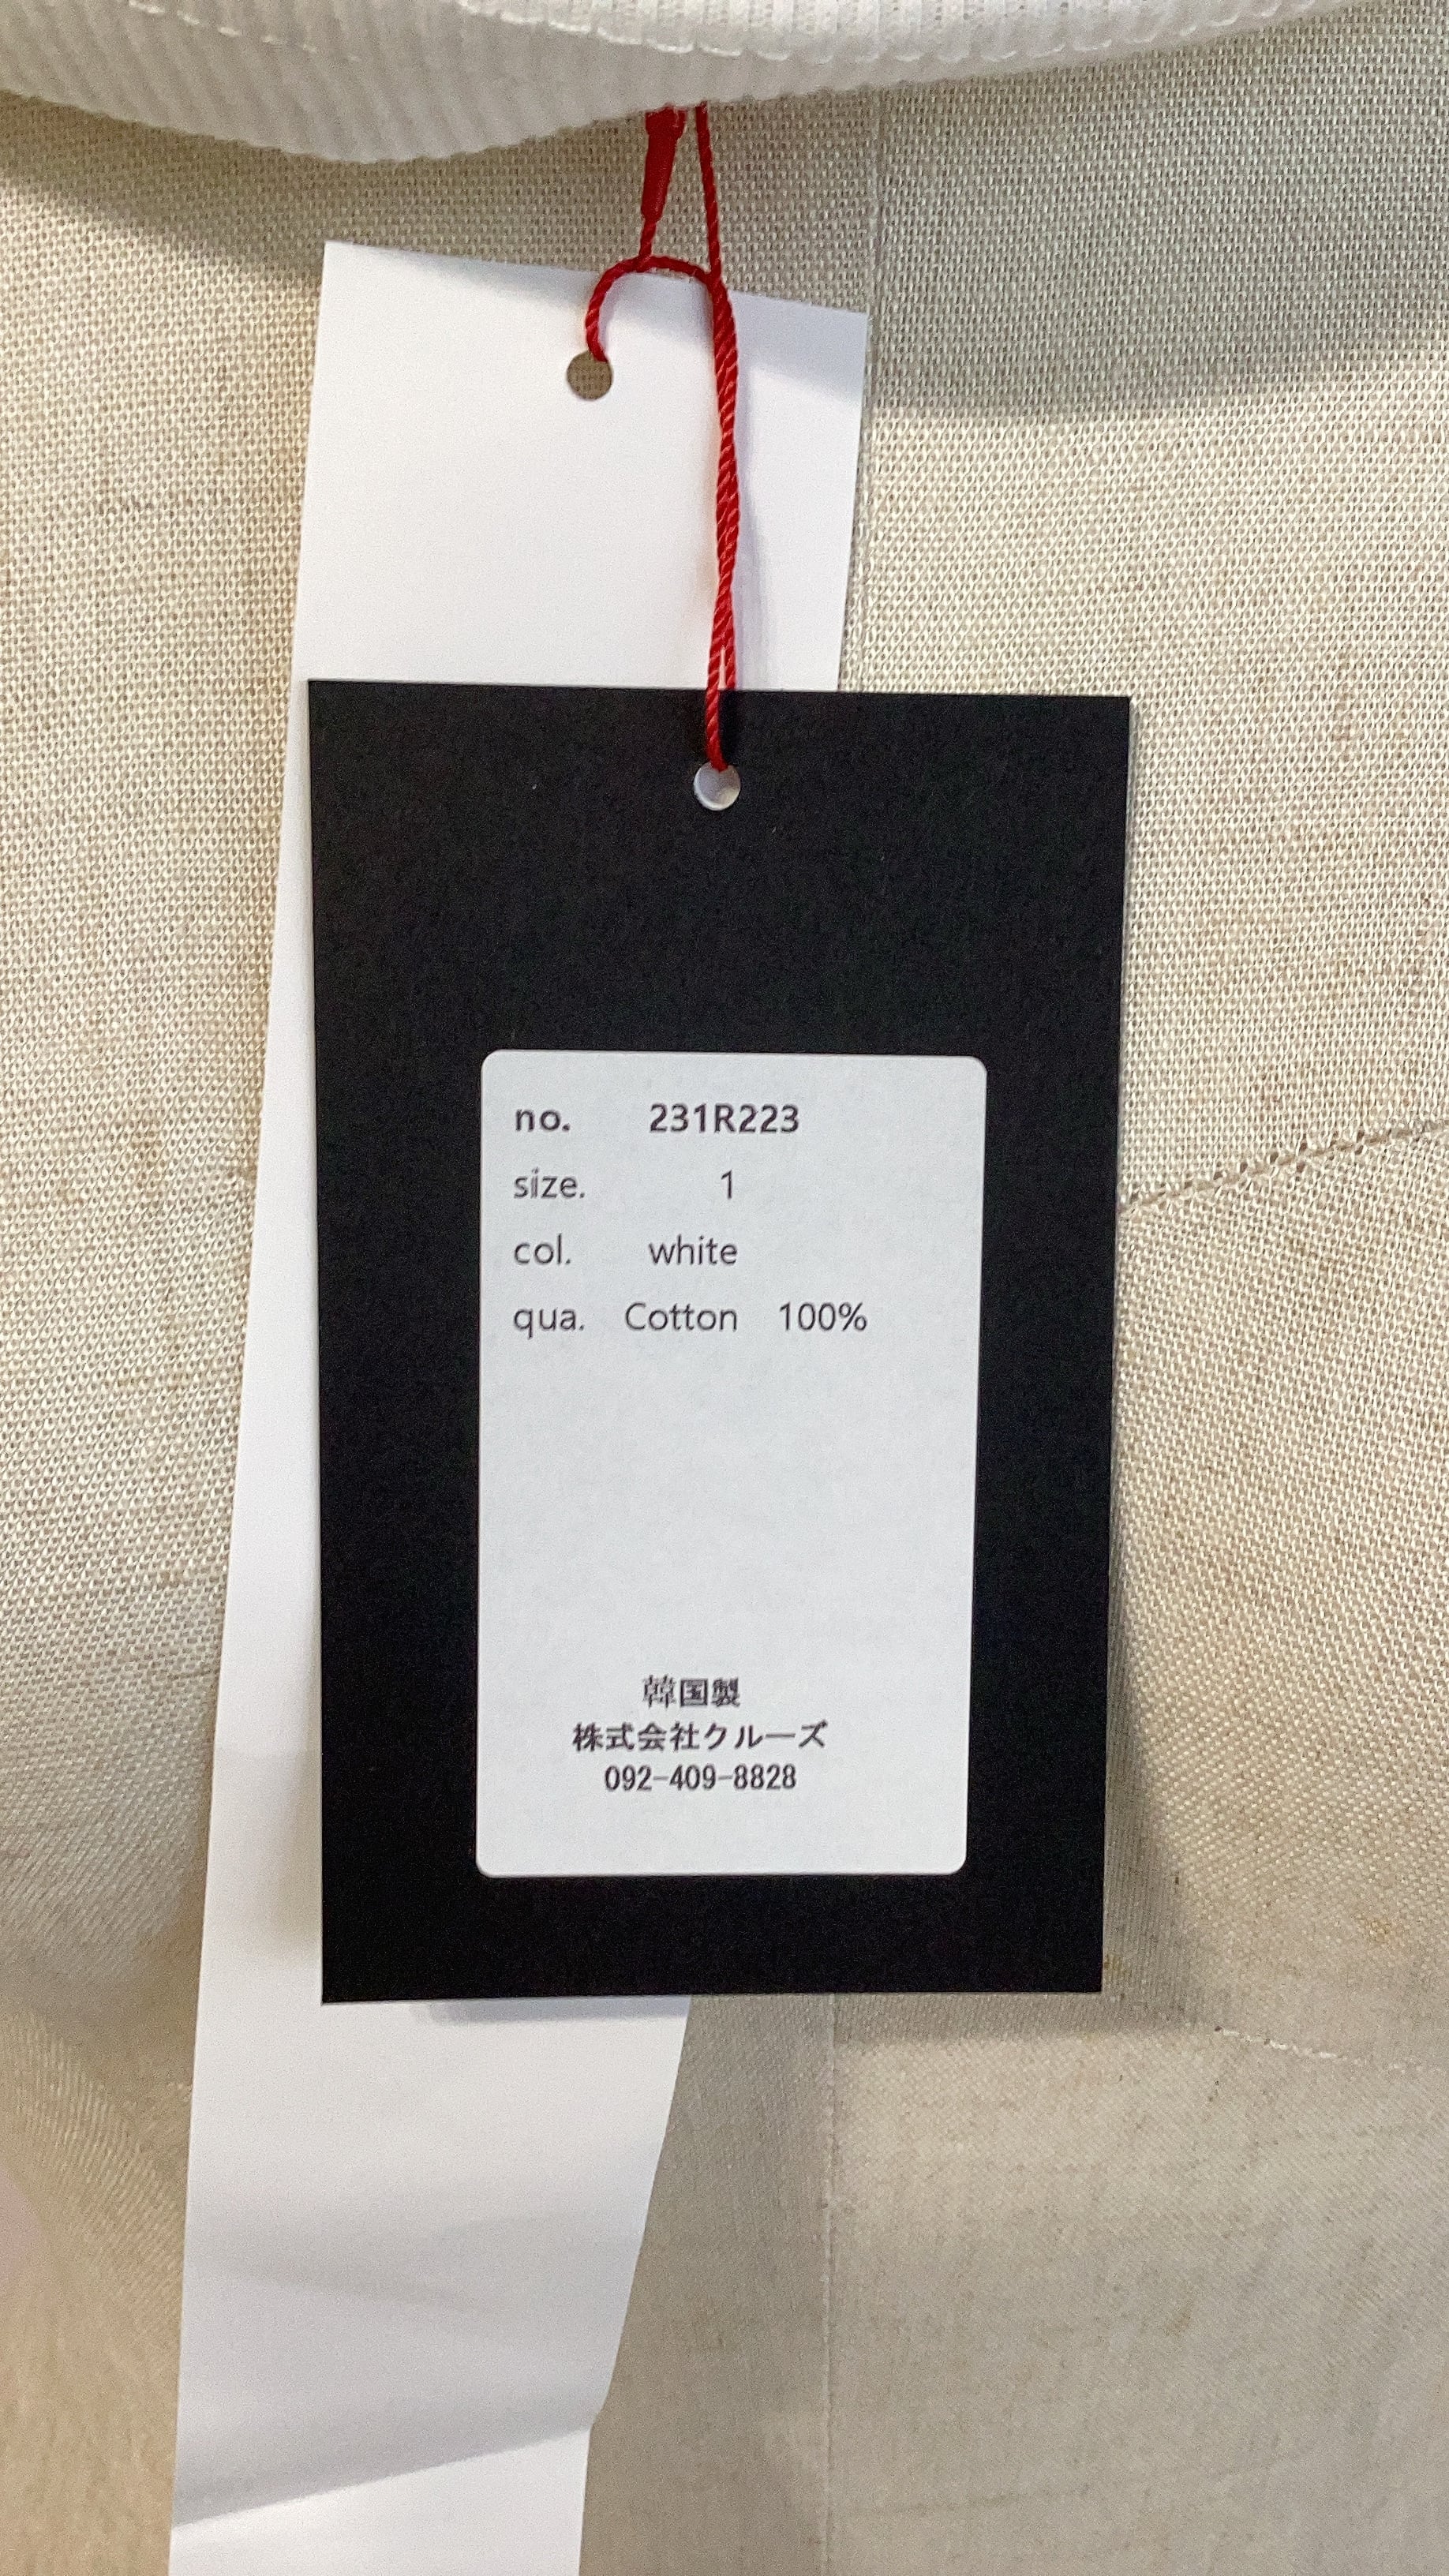 no. 231R223
size. 1
col. white
qua. Cotton 100%
韓国製
株式会社クルーズ
092-409-8828